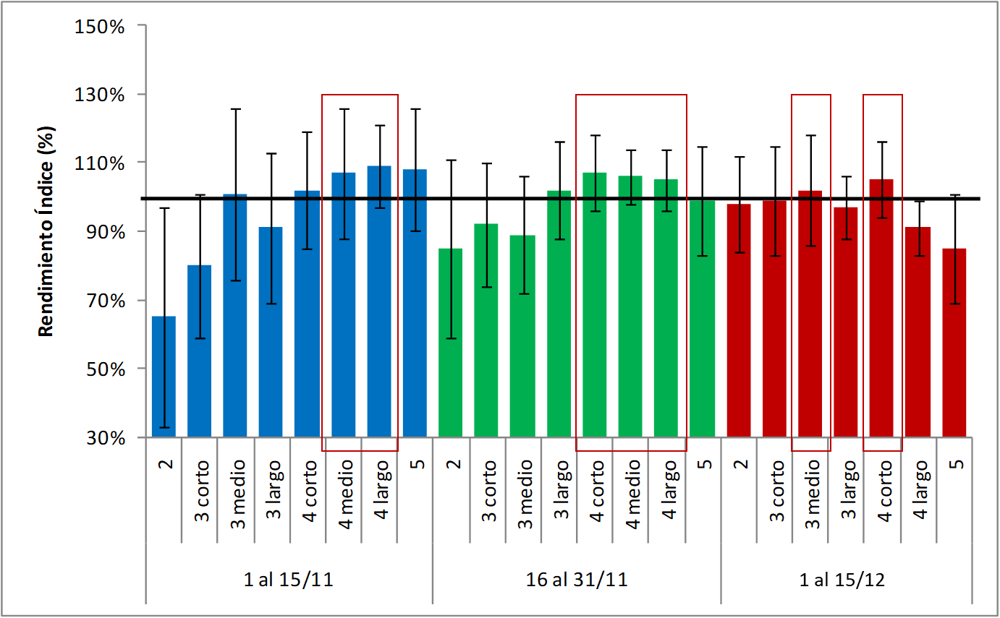 150%
130%
110%
90%
70%
50%
30%
Rendimiento Índice (%)
2
3 corto
3 medio
3 largo
4 corto
4 medio
4 largo
5
2
3 corto
3 medio
3 largo
4 corto
4 medio
4 largo
5
2
3 corto
3 medio
3 largo
4 corto
4 largo
5
1 al 15/11
16 al 31/11
1 al 15/12